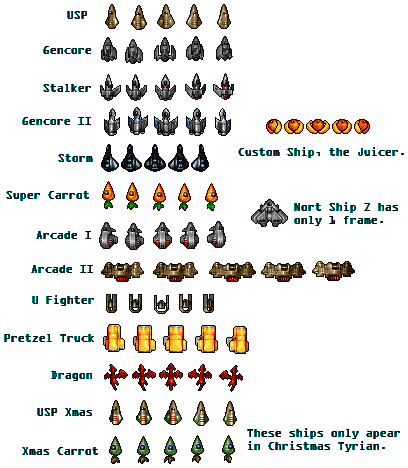 USP
Gencore
Stalker
Gencore II
Custom Ship, the Juicer.
Storm
Super Carrot
Nort Ship Z has
only 1 frame.
Arcade I
Arcade II
U Fighter
Pretzel Truck
Dragon
USP Xmas
These ships only apear
in Christmas Tyrian.
Xmas Carrot